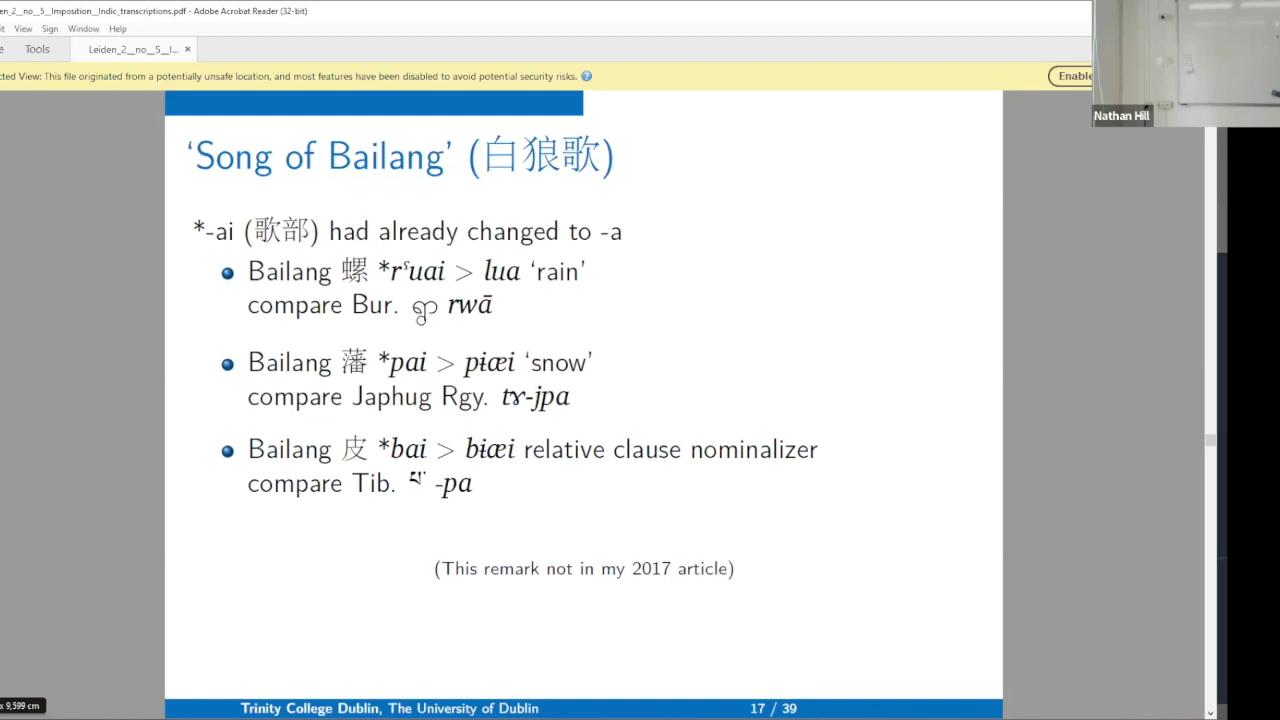 en_2__no__5__Imposition__Indic_transcriptions.pdf - Adobe Acrobat Reader (32-bit)
it View Sign Window Help
e Tools Leiden_2__no__5__I... ×
cted View: This file originated from a potentially unsafe location, and most features have been disabled to avoid potential security risks. ? Enable
Nathan Hill
‘Song of Bailang’ (白狼歌)
*-ai (歌部) had already changed to -a
Bailang 螺 *rˤuai > lua ‘rain’
compare Bur. ရွာ rwā
Bailang 藩 *pai > pɨæi ‘snow’
compare Japhug Rgy. tɤ-jpa
Bailang 皮 *bai > bɨæi relative clause nominalizer
compare Tib. པ་ -pa
(This remark not in my 2017 article)
x 9,599 cm
Trinity College Dublin, The University of Dublin 17 / 39